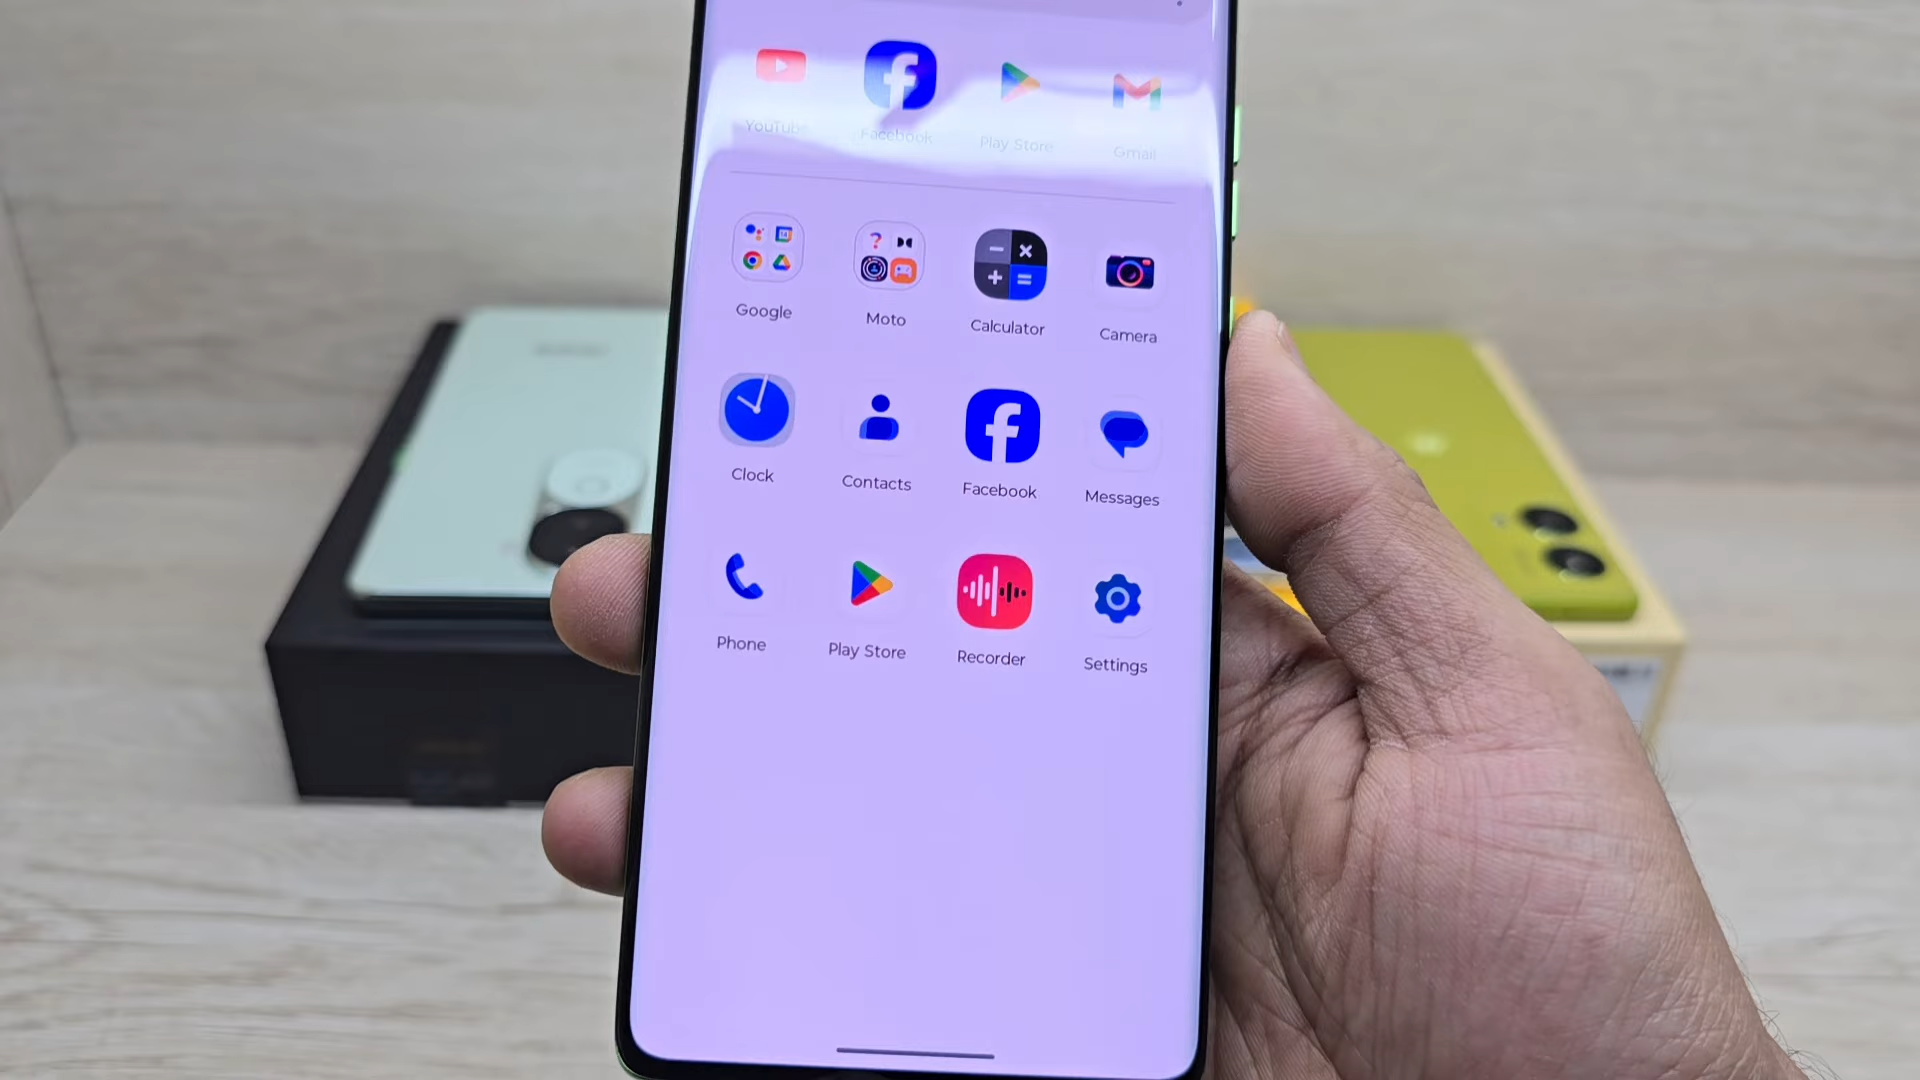 YouTube Facebook Play Store Gmail
Google Moto Calculator Camera
Clock Contacts Facebook Messages
Phone Play Store Recorder Settings